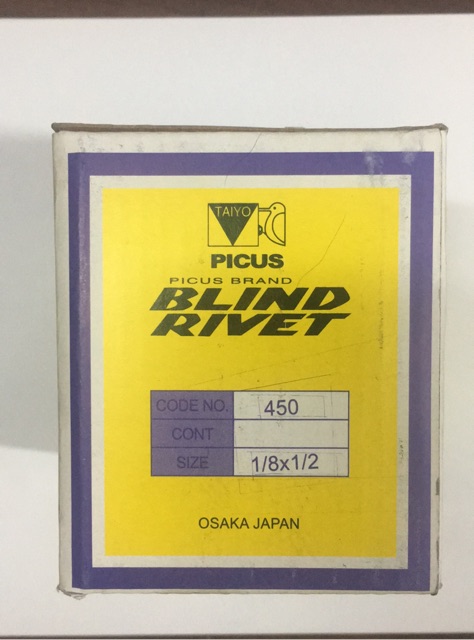 TAIYO
PICUS
PICUS BRAND
BLIND
RIVET
CODE NO. 450
CONT
SIZE 1/8x1/2
OSAKA JAPAN